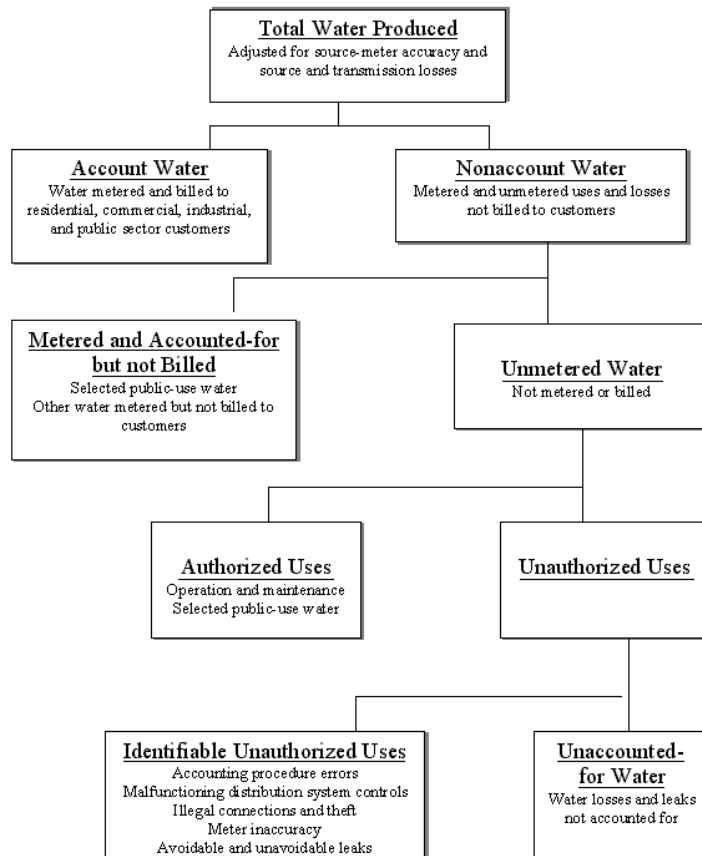 Total Water Produced
Adjusted for source-meter accuracy and
source and transmission losses
Account Water
Water metered and billed to
residential, commercial, industrial,
and public sector customers
Nonaccount Water
Metered and unmetered uses and losses
not billed to customers
Metered and Accounted-for
but not Billed
Selected public-use water
Other water metered but not billed to
customers
Unmetered Water
Not metered or billed
Authorized Uses
Operation and maintenance
Selected public-use water
Unauthorized Uses
Identifiable Unauthorized Uses
Accounting procedure errors
Malfunctioning distribution system controls
Illegal connections and theft
Meter inaccuracy
Avoidable and unavoidable leaks
Unaccounted-
for Water
Water losses and leaks
not accounted for